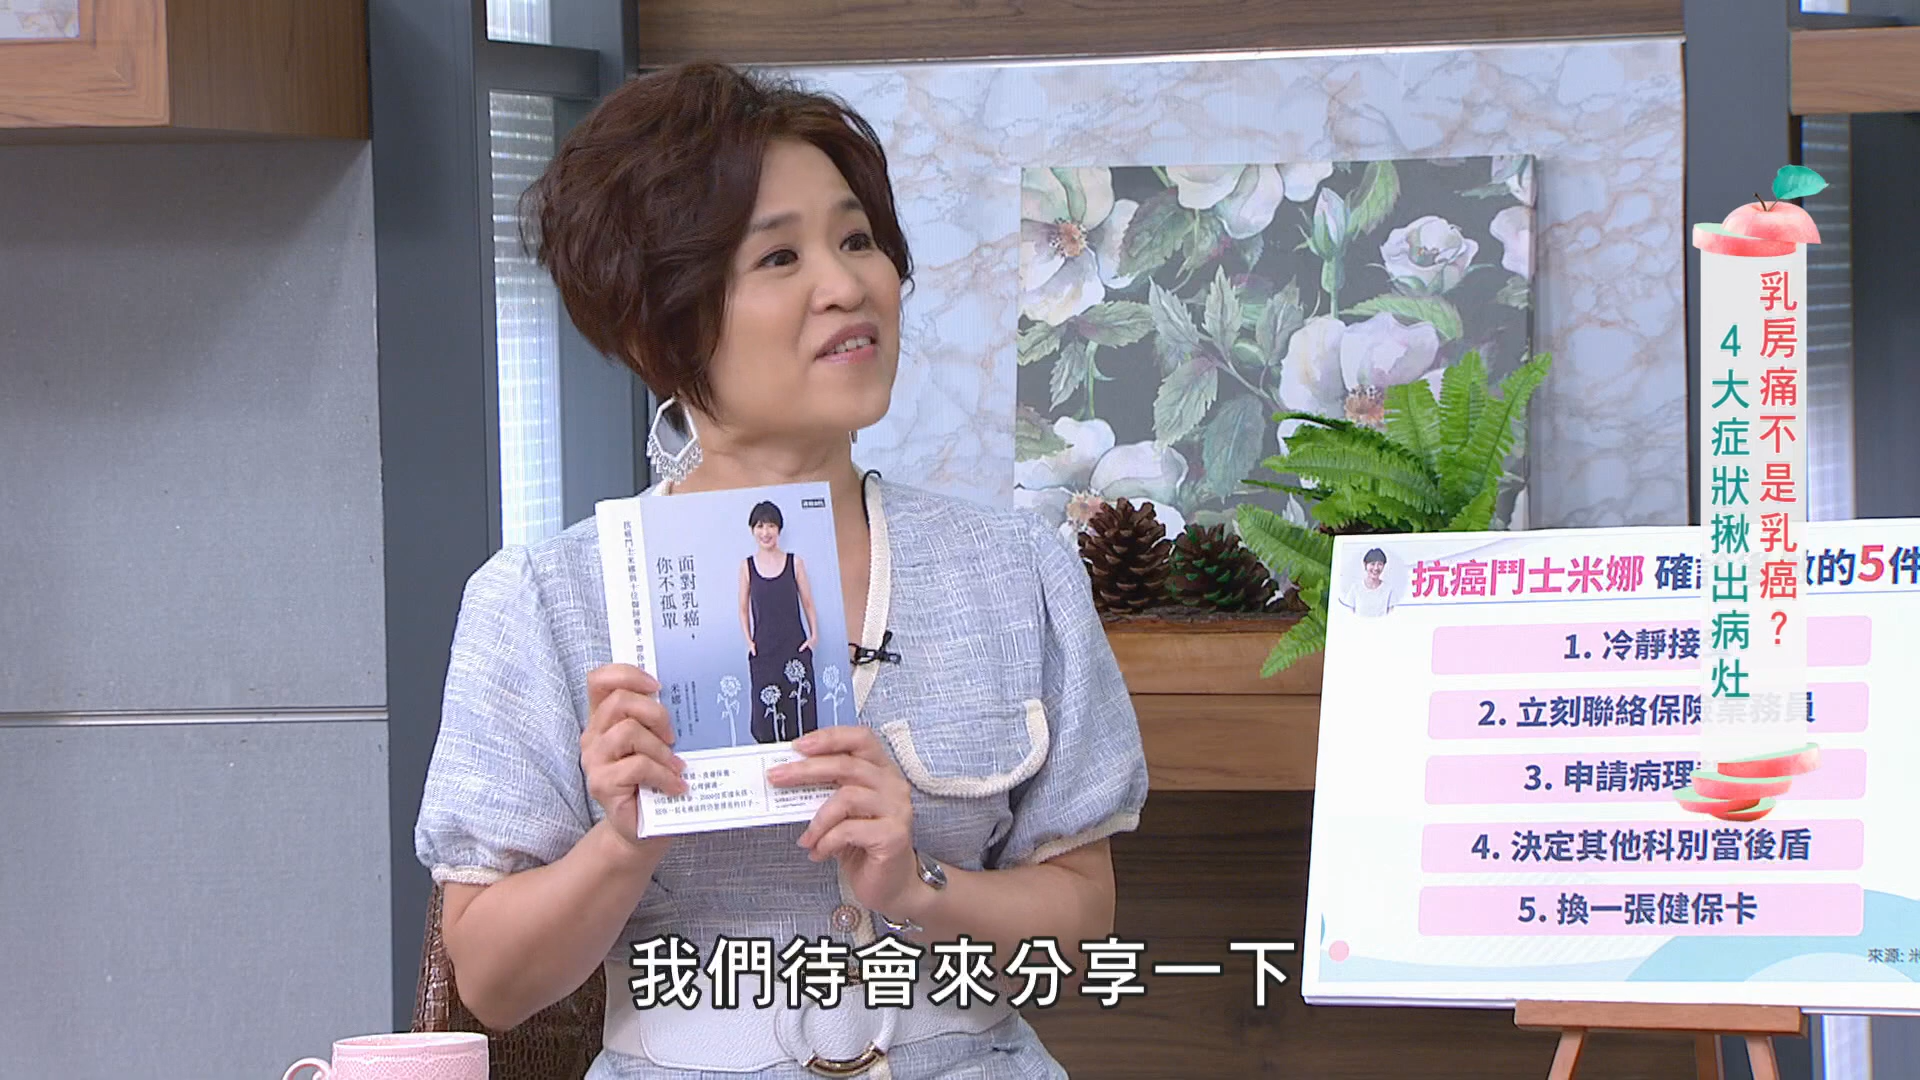 乳房痛不是乳癌？
4大症狀揪出病灶
面對乳癌，
你不孤單
米娜
抗癌鬥士米娜 確
做的5件
1. 冷靜接
2. 立刻聯絡保險業務員
3. 申請病理
4. 決定其他科別當後盾
5. 換一張健保卡
來源: 米
我們待會來分享一下